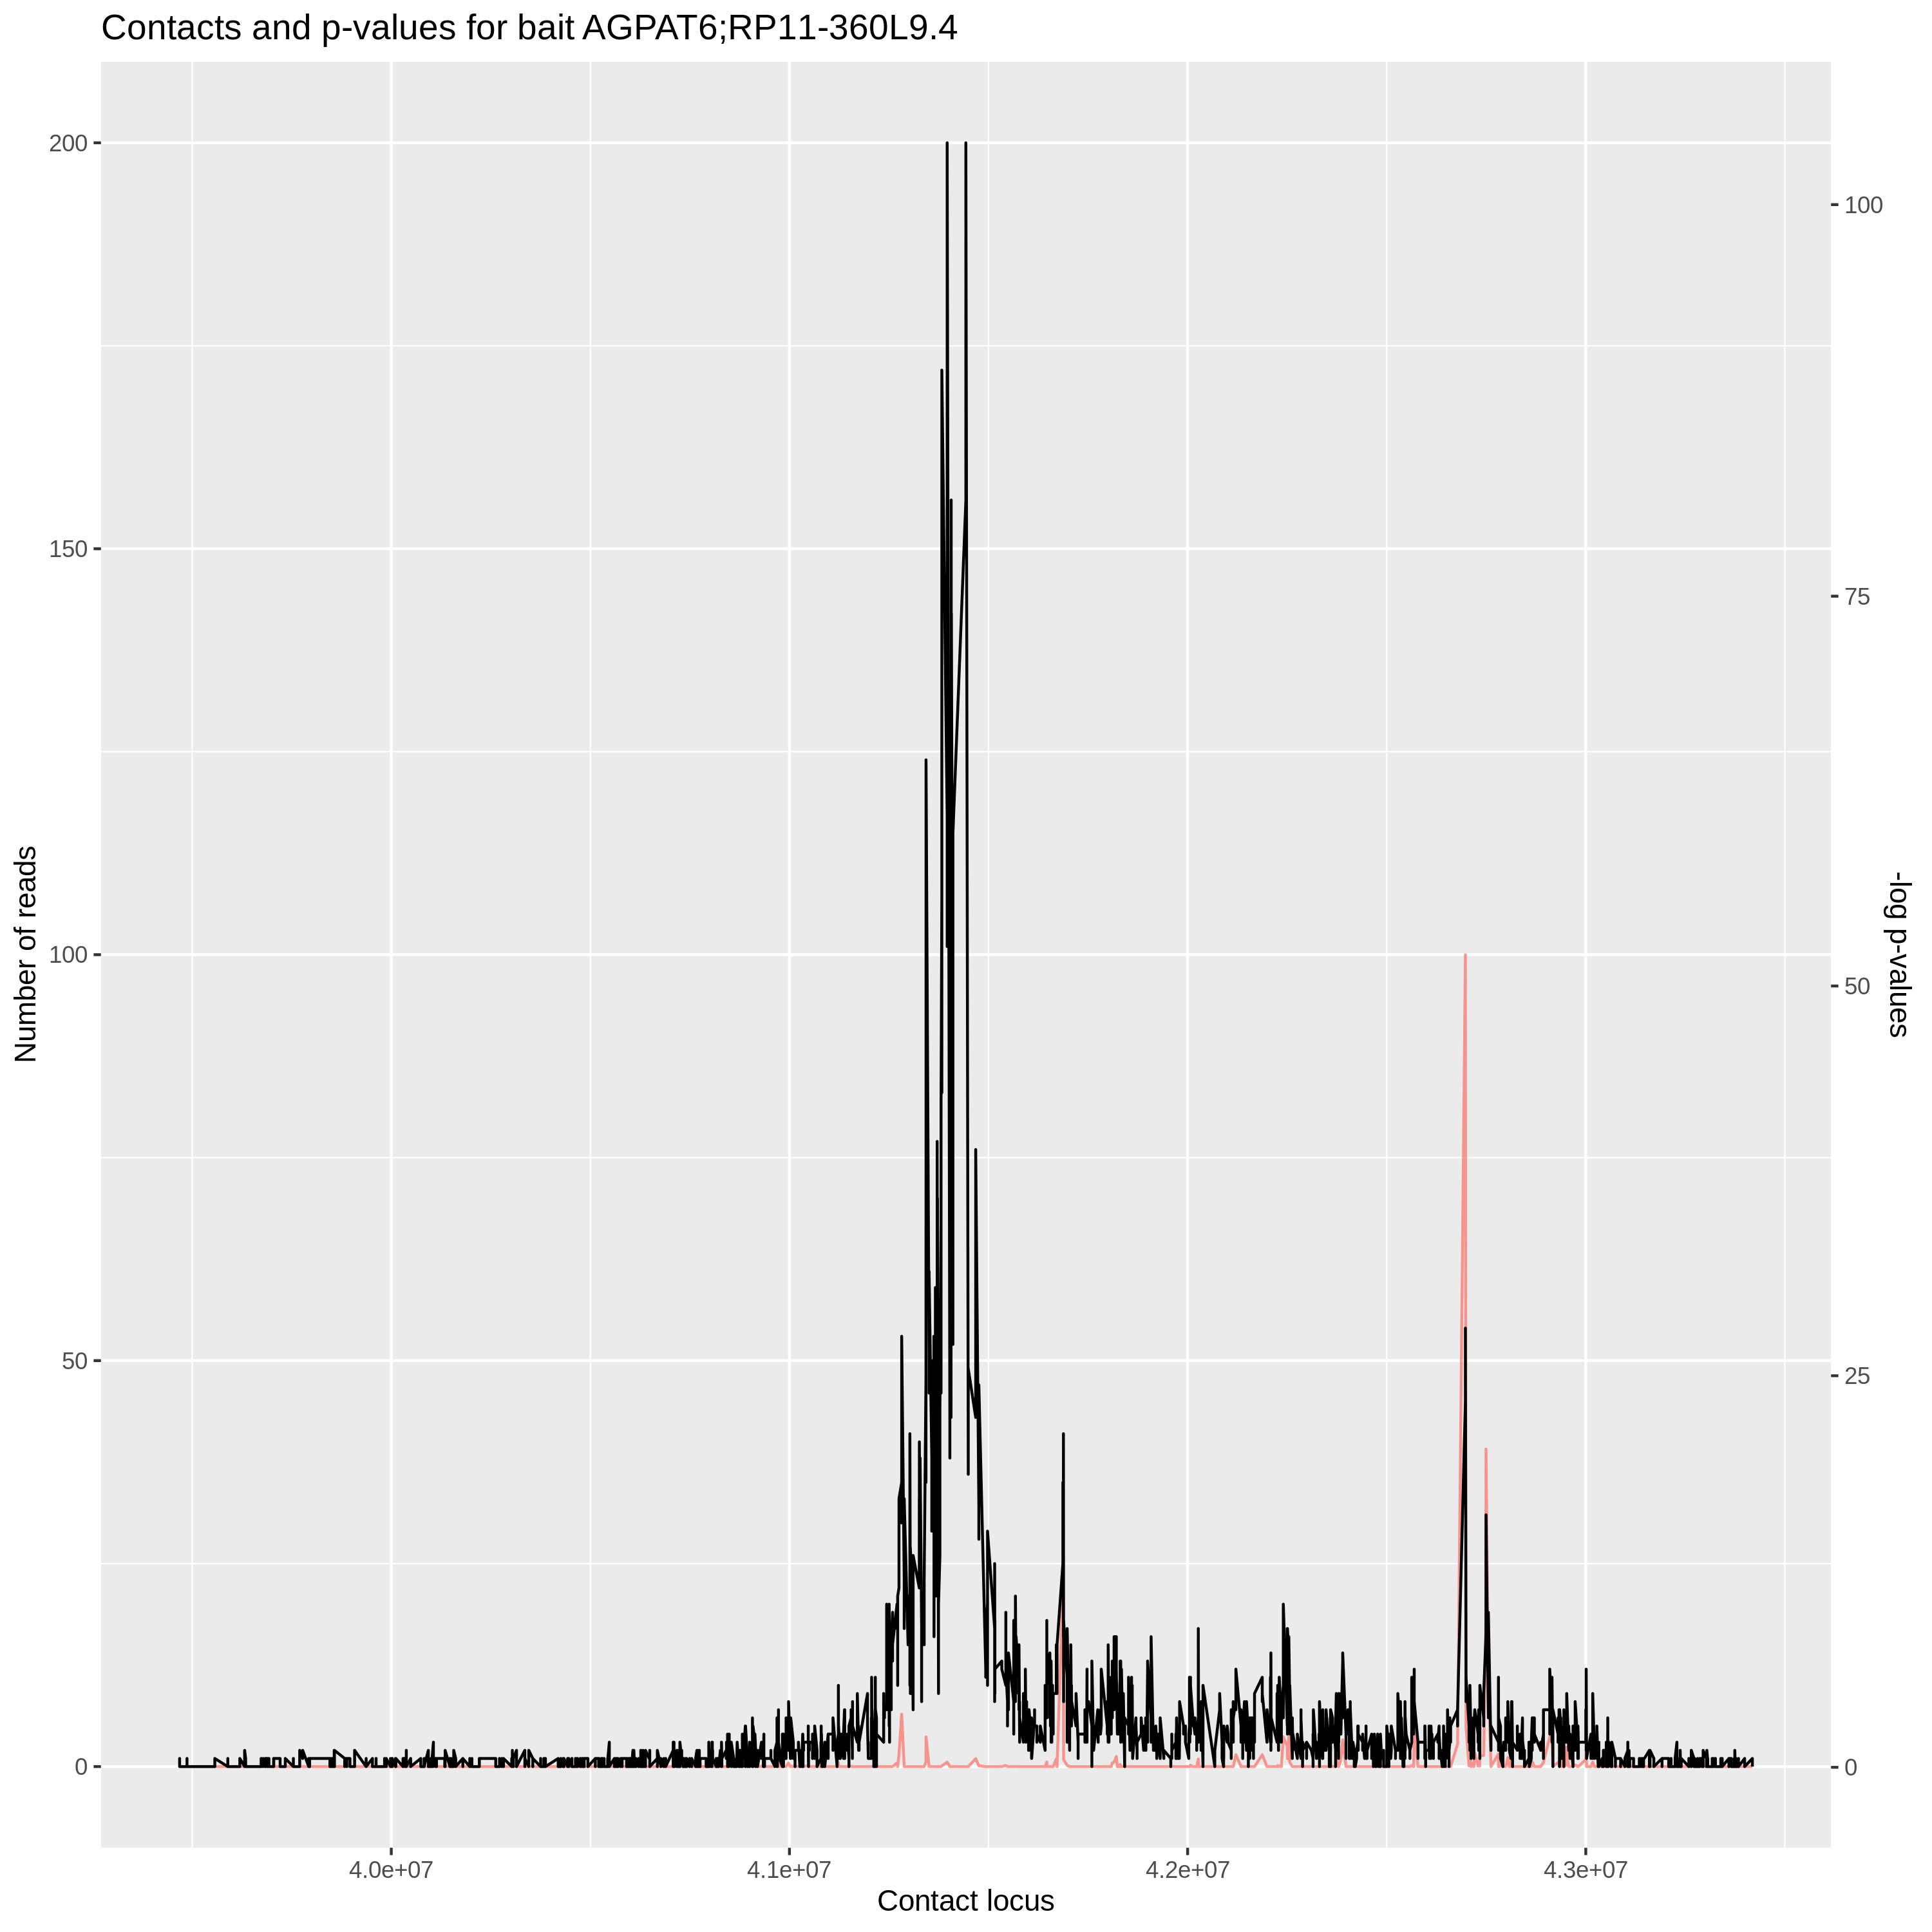 Contacts and p-values for bait AGPAT6;RP11-360L9.4
200
150
100
50
0
Number of reads
100
75
50
25
0
-log p-values
4.0e+07
4.1e+07
4.2e+07
4.3e+07
Contact locus